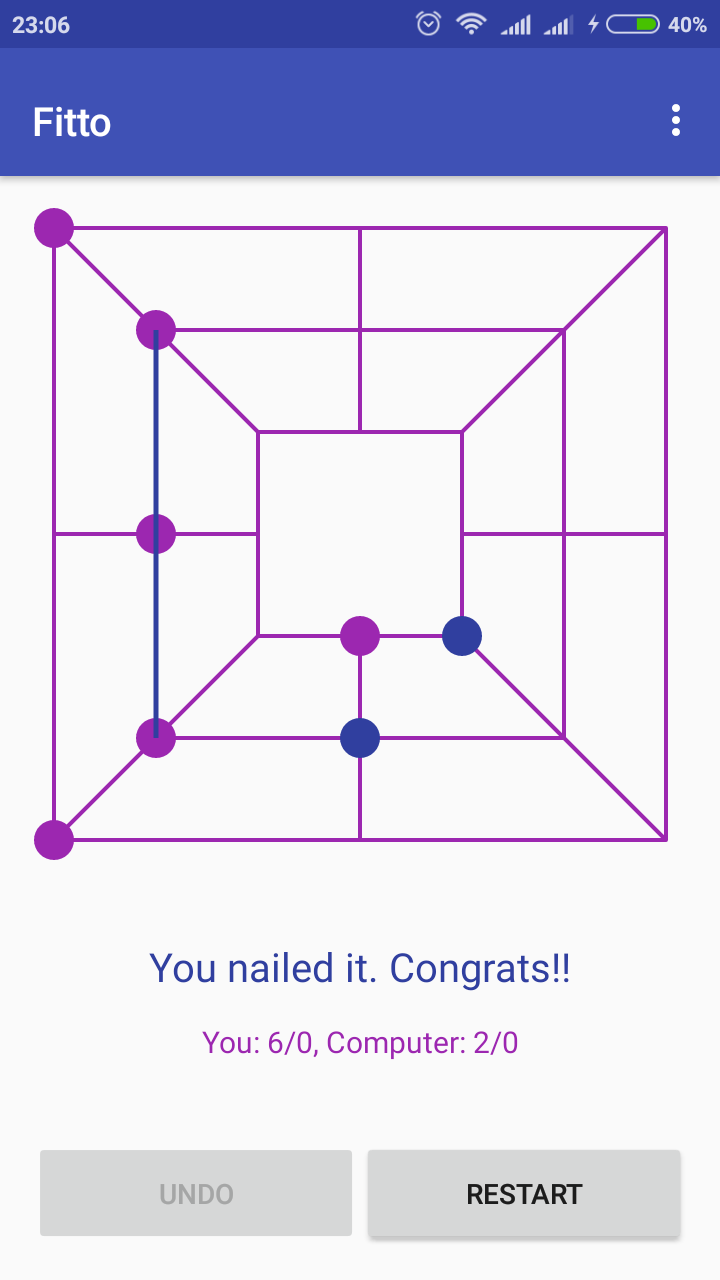 23:06 40%
Fitto
You nailed it. Congrats!!
You: 6/0, Computer: 2/0
UNDO RESTART